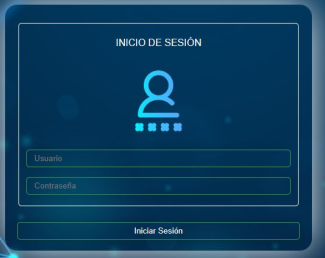 INICIO DE SESIÓN
Usuario
Contraseña
Iniciar Sesión